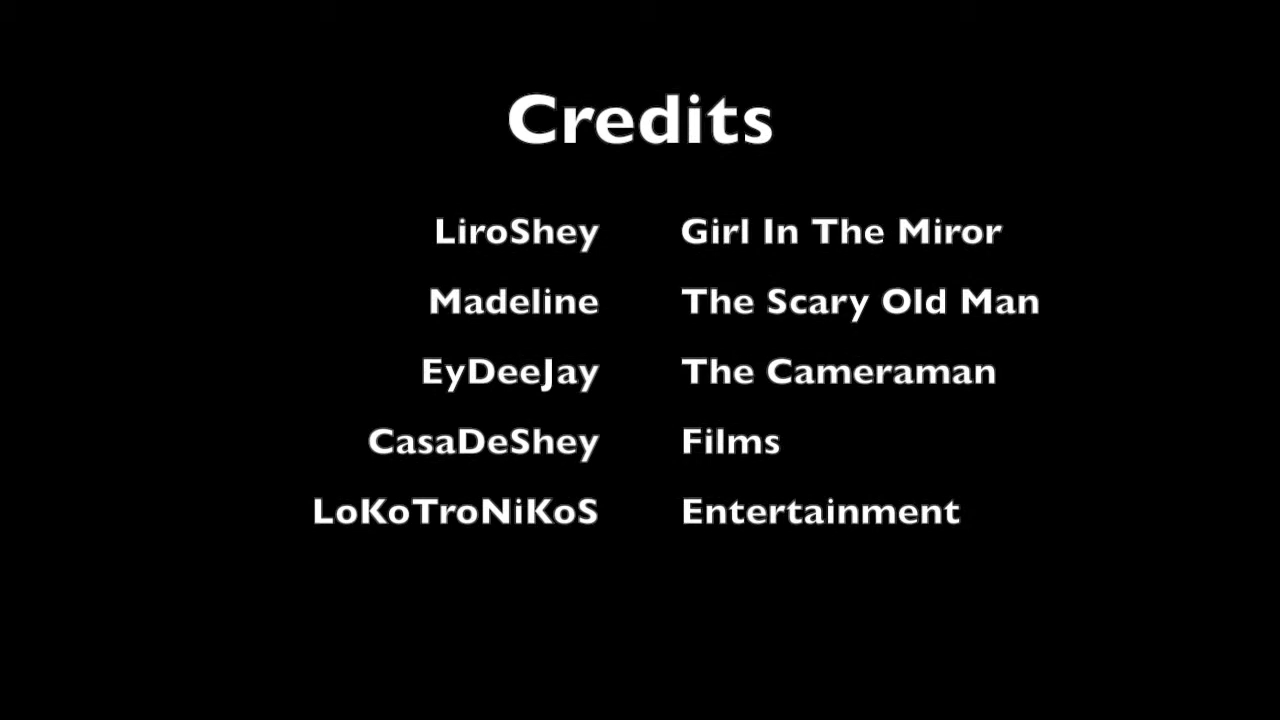 Credits
LiroShey Girl In The Miror
Madeline The Scary Old Man
EyDeeJay The Cameraman
CasaDeShey Films
LoKoTroNiKoS Entertainment